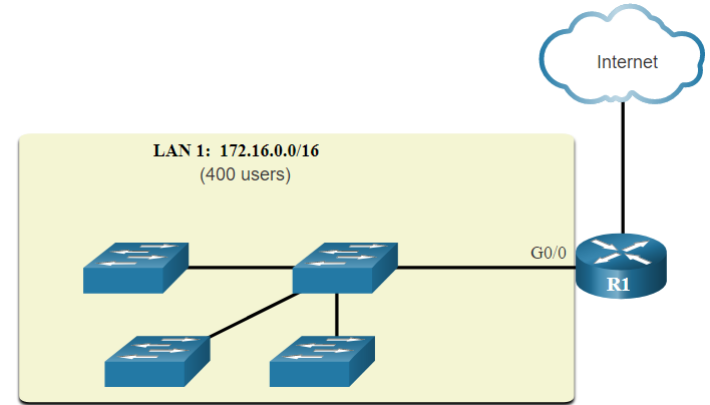 Internet
LAN 1: 172.16.0.0/16
(400 users)
G0/0
R1